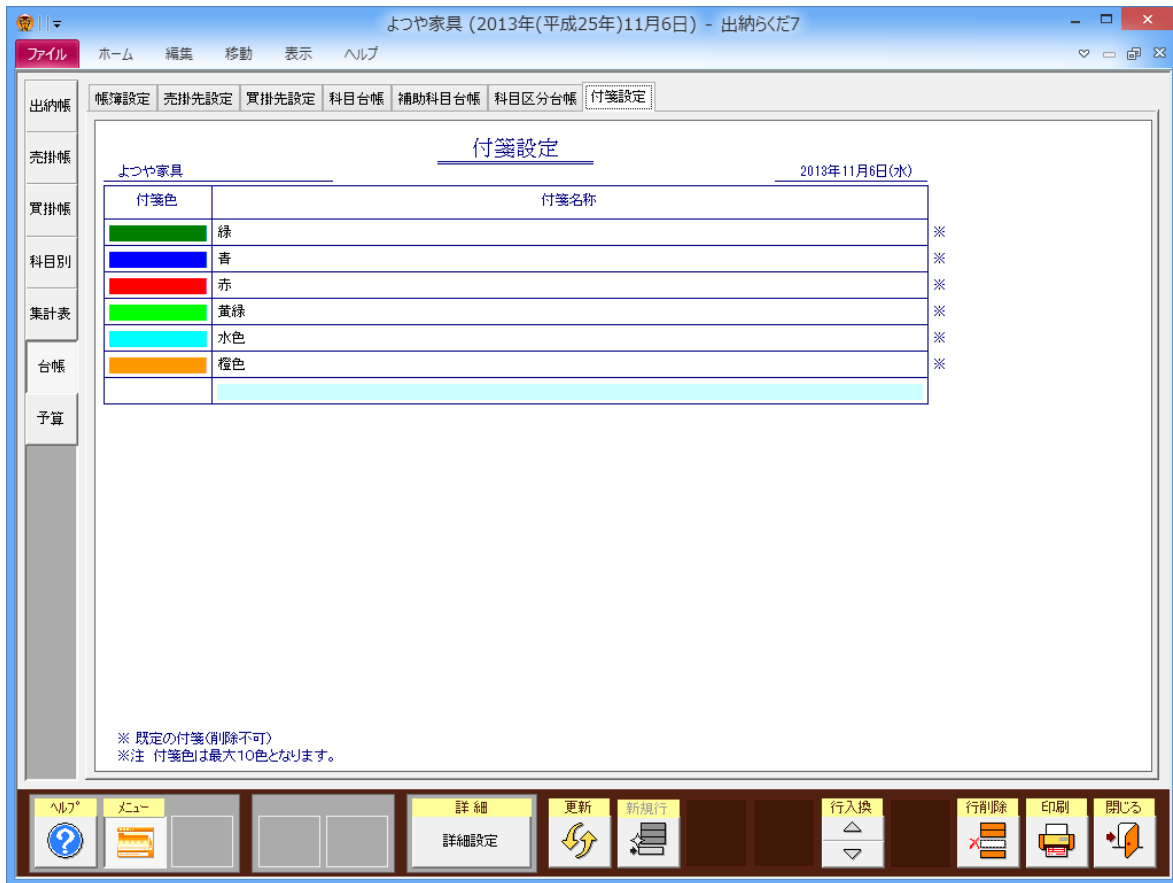 よつや家具 (2013年(平成25年)11月6日) - 出納らくだ7
ファイル ホーム 編集 移動 表示 ヘルプ
帳簿設定 売掛先設定 買掛先設定 科目台帳 補助科目台帳 科目区分台帳 付箋設定
出納帳
売掛帳
買掛帳
科目別
集計表
台帳
予算
付箋設定
よつや家具 2013年11月6日(水)
付箋色 付箋名称
緑 ※
青 ※
赤 ※
黄緑 ※
水色 ※
橙色 ※
※ 既定の付箋(削除不可)
※注 付箋色は最大10色となります。
ヘルプ メニュー 詳 細 更新 新規行 行入換 行削除 印刷 閉じる
詳細設定